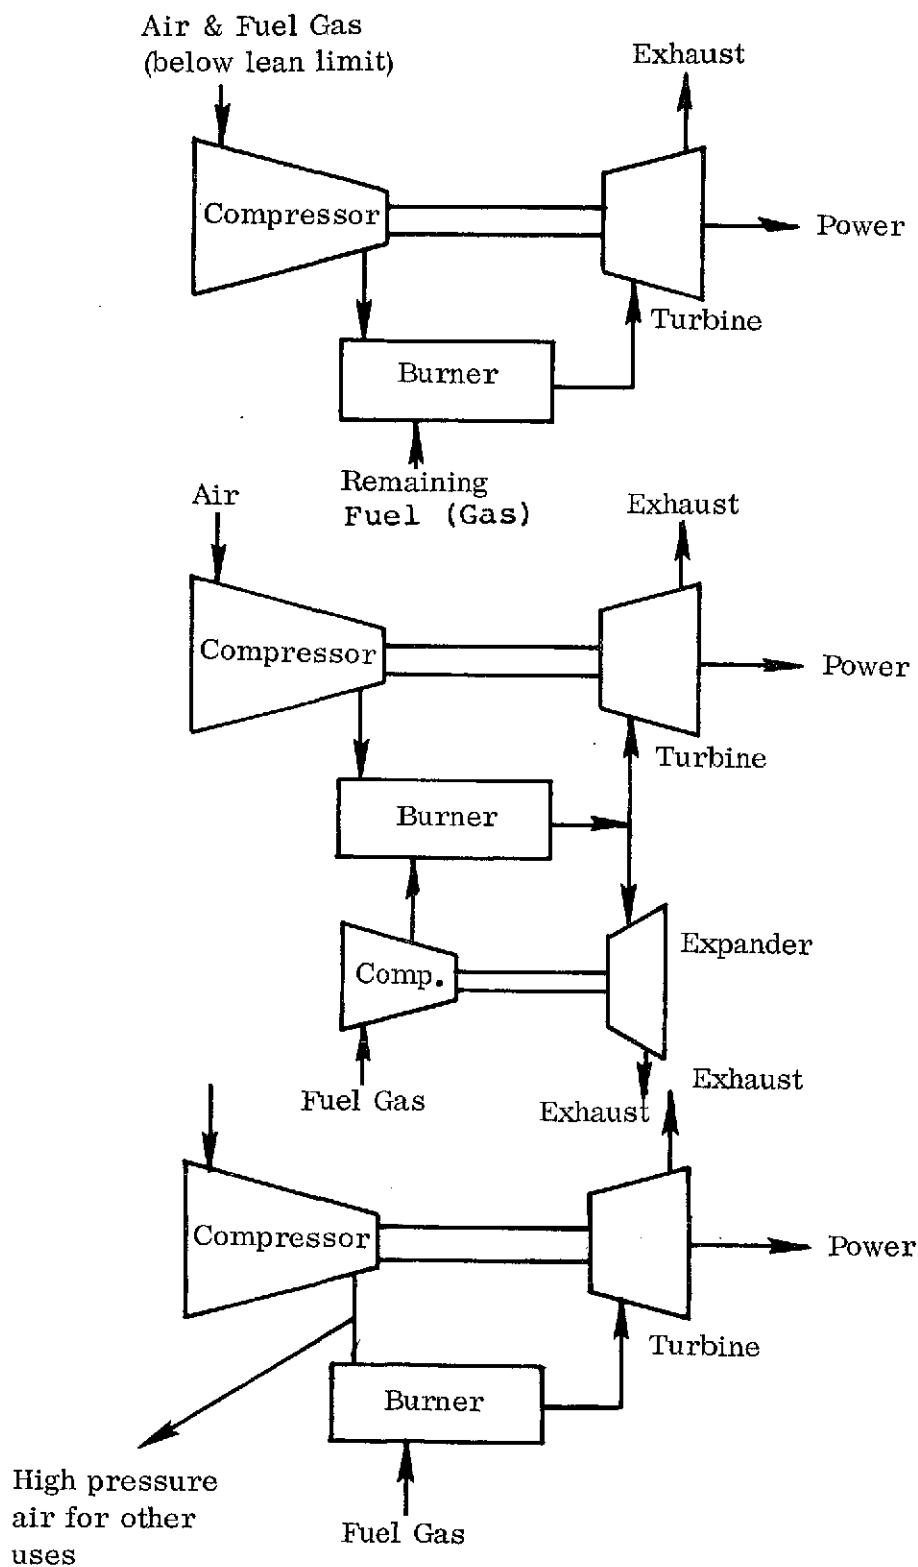 Air & Fuel Gas
(below lean limit)
Exhaust
Compressor
Power
Turbine
Burner
Remaining
Fuel (Gas)
Air
Exhaust
Compressor
Power
Turbine
Burner
Expander
Comp.
Fuel Gas
Exhaust
Exhaust
Compressor
Power
Turbine
Burner
High pressure
air for other
uses
Fuel Gas